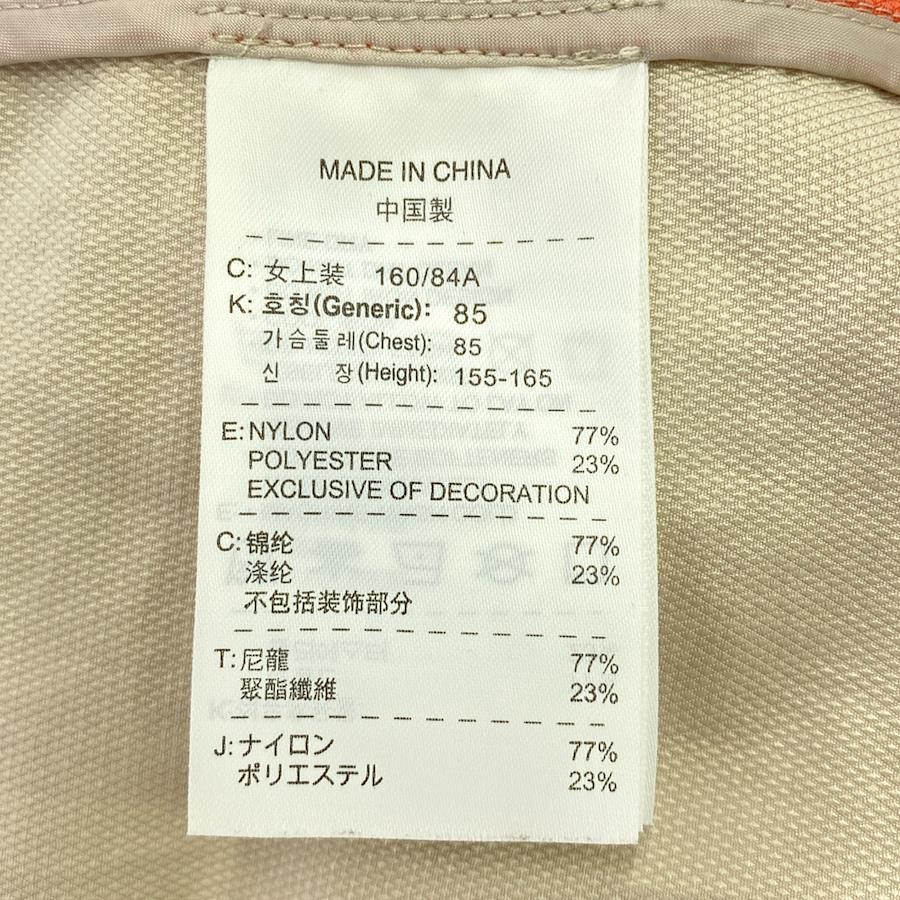 MADE IN CHINA
中国製
C: 女上装 160/84A
K: 호칭(Generic): 85
가슴둘레(Chest): 85
신 장(Height): 155-165
E: NYLON 77%
POLYESTER 23%
EXCLUSIVE OF DECORATION
C: 锦纶 77%
涤纶 23%
不包括装饰部分
T: 尼龍 77%
聚酯纖維 23%
J: ナイロン 77%
ポリエステル 23%